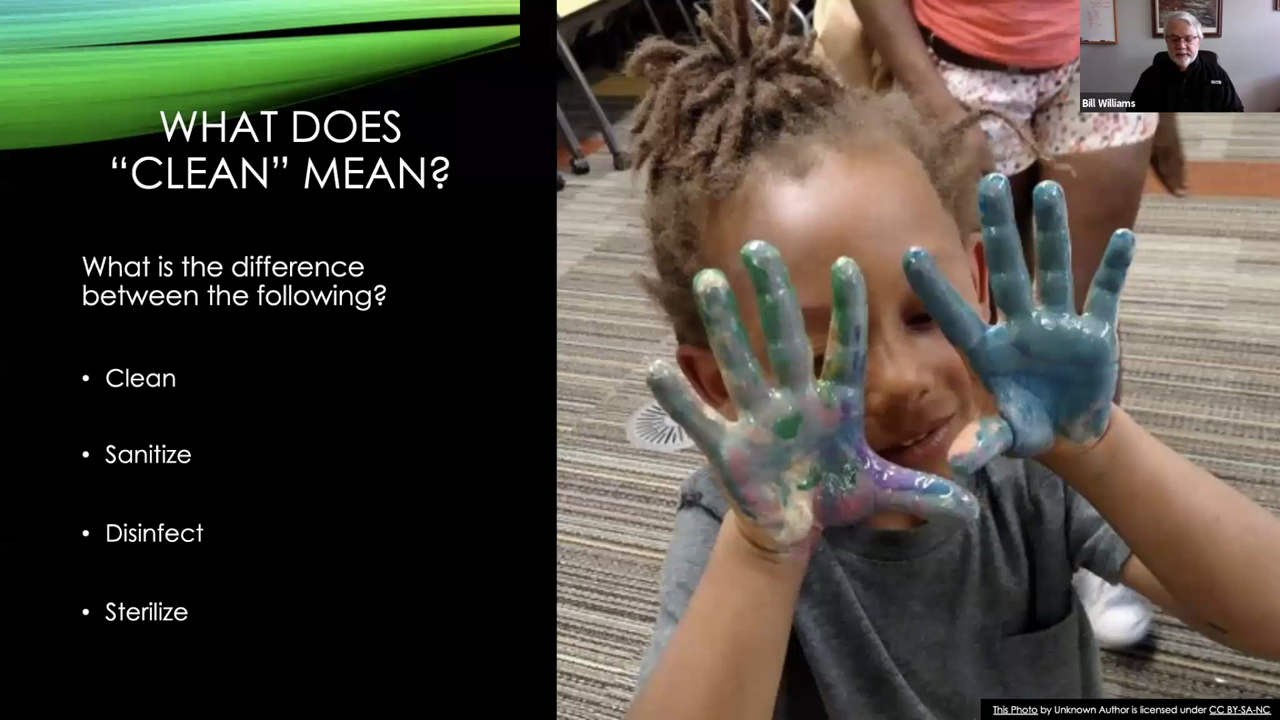 WHAT DOES
“CLEAN” MEAN?
What is the difference
between the following?
• Clean
• Sanitize
• Disinfect
• Sterilize
Bill Williams
This Photo by Unknown Author is licensed under CC BY-SA-NC